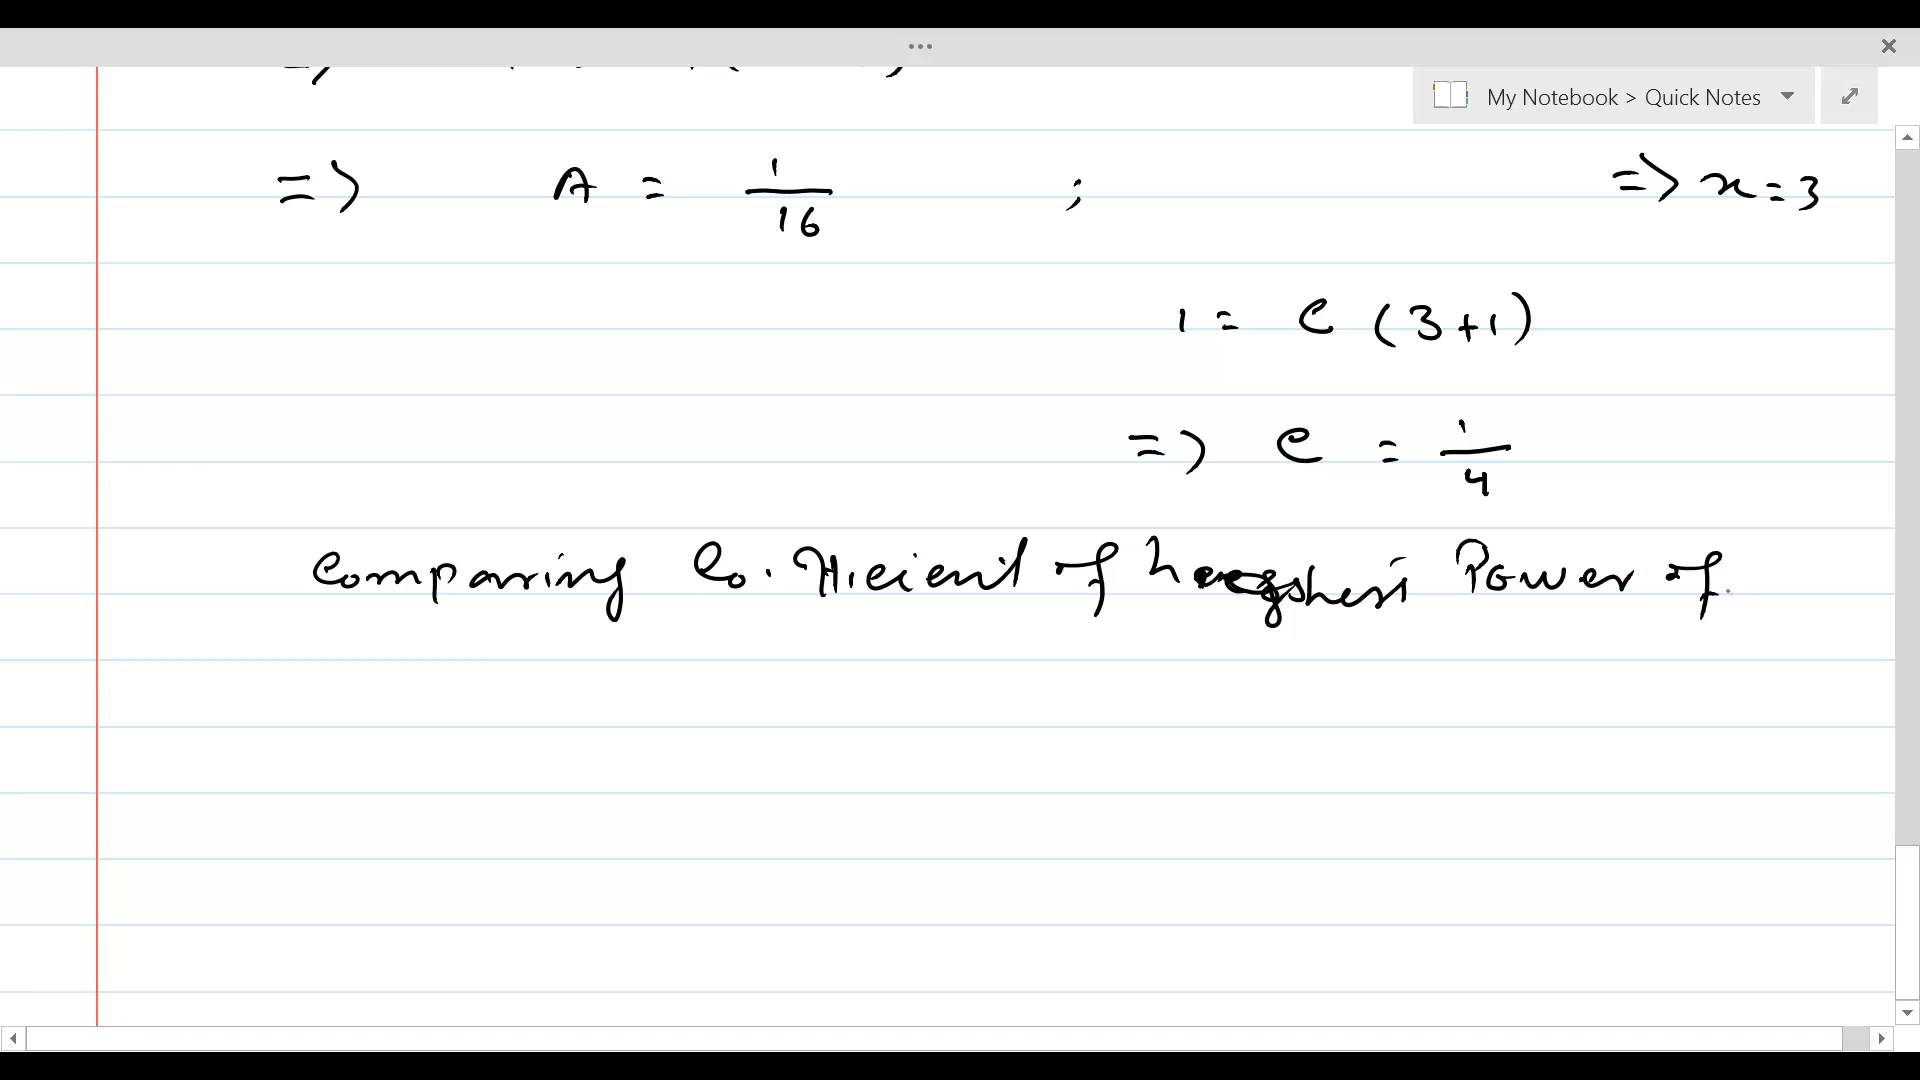 My Notebook > Quick Notes
=> A = 1/16 ; => x = 3
1 = C (3+1)
=> C = 1/4
Comparing Co-efficient of highest Power of